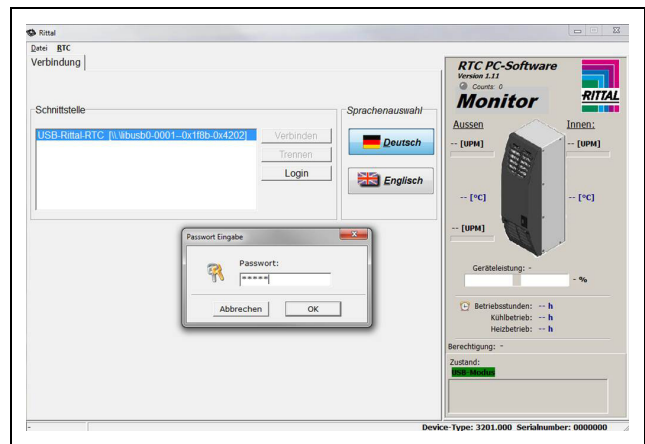 Rittal
Datei RTC
Verbindung
Schnittstelle
USB-Rittal-RTC [\\.\libusb0-0001--0x1f8b-0x4202]
Verbinden
Trennen
Login
Sprachenauswahl
Deutsch
Englisch
Passwort Eingabe
Passwort:
*****
Abbrechen
OK
RTC PC-Software
Version 1.11
Counts: 0
Monitor
RITTAL
Aussen
Innen:
-- [UPM]
-- [UPM]
-- [°C]
-- [°C]
-- [UPM]
Geräteleistung: -
- %
Betriebsstunden: -- h
Kühlbetrieb: -- h
Heizbetrieb: -- h
Berechtigung: -
Zustand:
USB-Modus
-
Device-Type: 3201.000 Serialnumber: 0000000